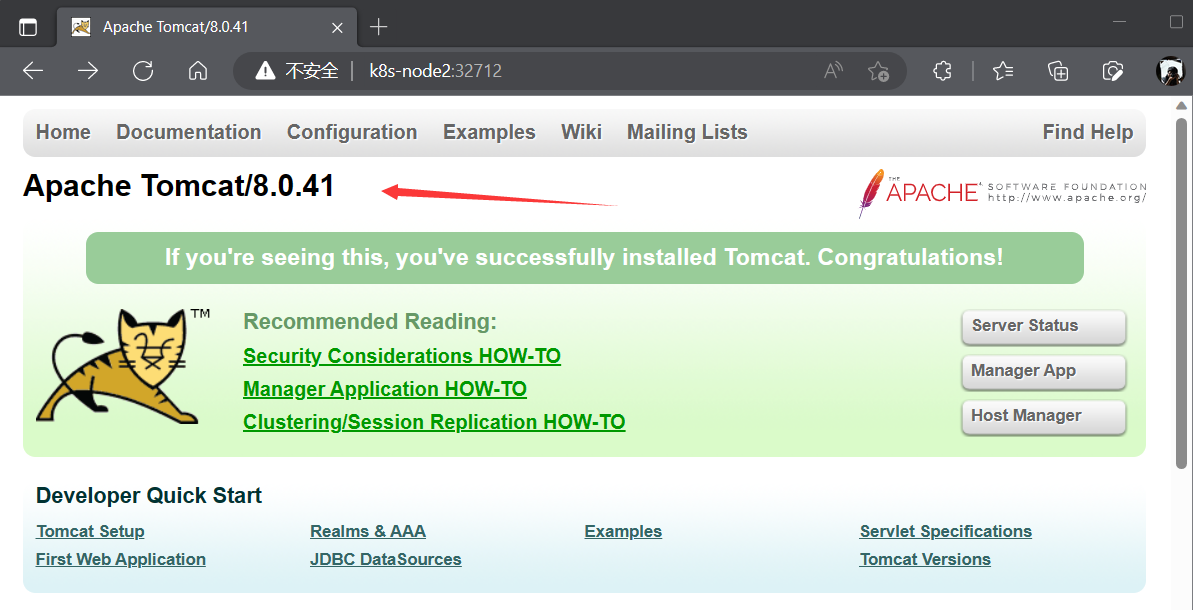 Apache Tomcat/8.0.41
不安全 k8s-node2:32712
Home Documentation Configuration Examples Wiki Mailing Lists Find Help
Apache Tomcat/8.0.41
THE APACHE SOFTWARE FOUNDATION
http://www.apache.org/
If you're seeing this, you've successfully installed Tomcat. Congratulations!
TM
Recommended Reading:
Security Considerations HOW-TO
Manager Application HOW-TO
Clustering/Session Replication HOW-TO
Server Status
Manager App
Host Manager
Developer Quick Start
Tomcat Setup Realms & AAA Examples Servlet Specifications
First Web Application JDBC DataSources Tomcat Versions